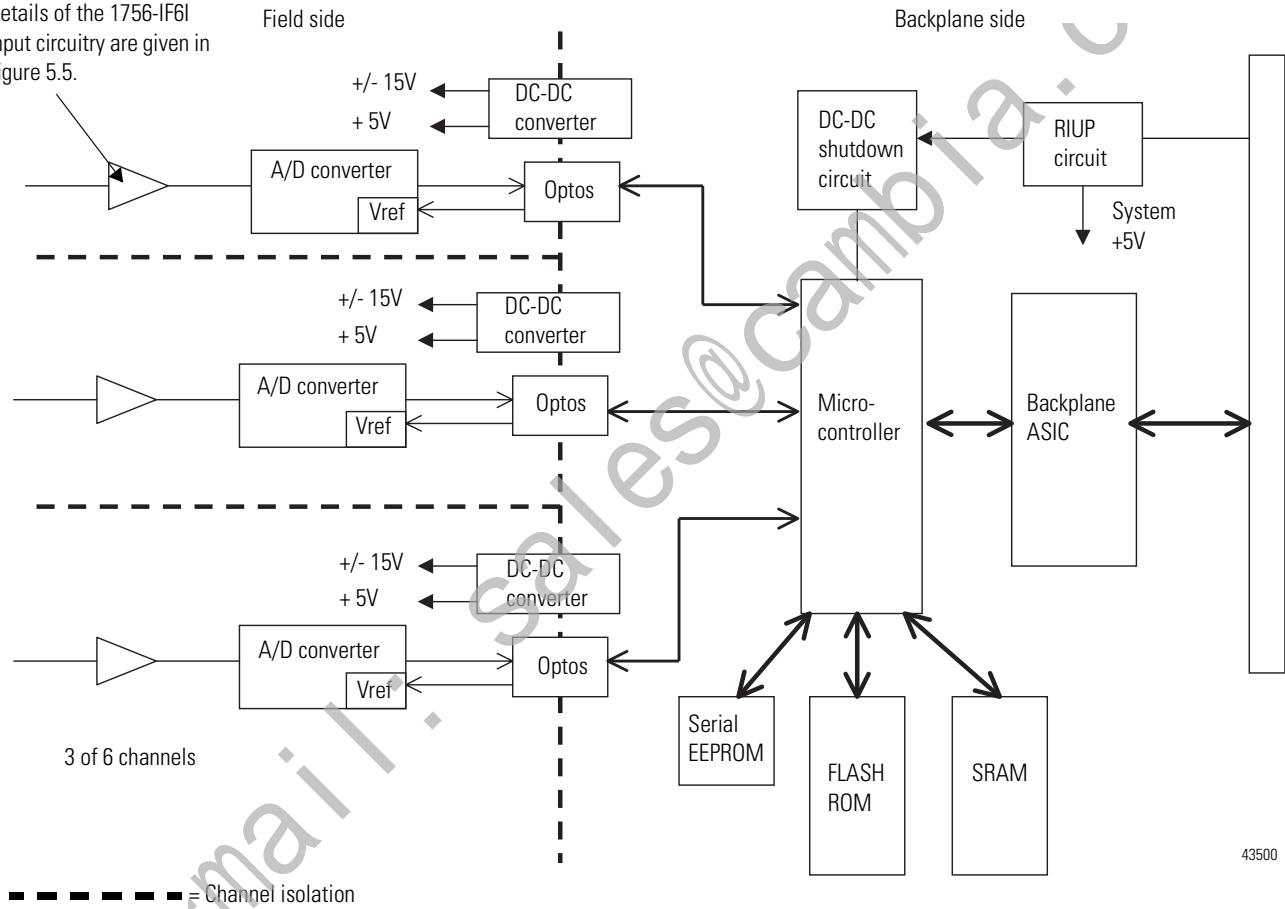 etails of the 1756-IF6I
nput circuitry are given in
igure 5.5.
Field side
Backplane side
+/- 15V
+ 5V
DC-DC
converter
A/D converter
Vref
Optos
DC-DC
shutdown
circuit
RIUP
circuit
System
+5V
+/- 15V
+ 5V
DC-DC
converter
A/D converter
Vref
Optos
Micro-
controller
Backplane
ASIC
+/- 15V
+ 5V
DC-DC
converter
A/D converter
Vref
Optos
3 of 6 channels
Serial
EEPROM
FLASH
ROM
SRAM
43500
= Channel isolation
mail: sales@cambia.c